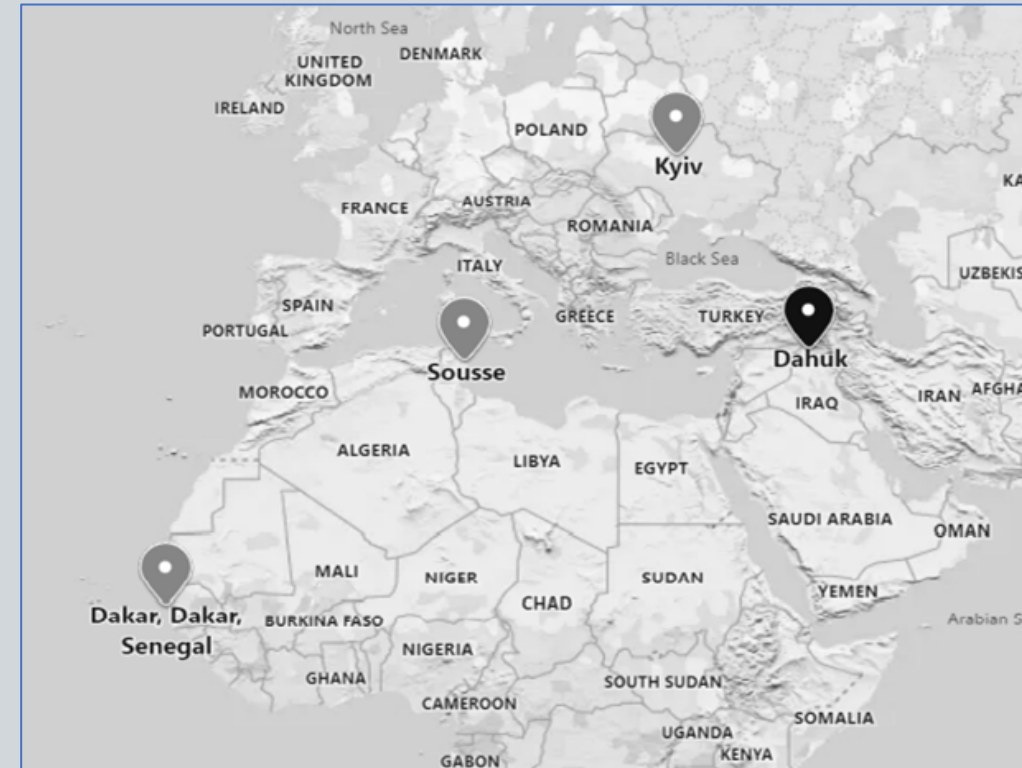 North Sea
DENMARK
UNITED
KINGDOM
IRELAND
POLAND
Kyiv
KA
FRANCE
AUSTRIA
ROMANIA
Black Sea
ITALY
UZBEKIS
SPAIN
GREECE
TURKEY
PORTUGAL
Dahuk
Sousse
MOROCCO
IRAQ
IRAN
AFGHA
ALGERIA
LIBYA
EGYPT
SAUDI ARABIA
OMAN
MALI
NIGER
SUDAN
CHAD
YEMEN
Dakar, Dakar,
Senegal
BURKINA FASO
Arabian S
NIGERIA
GHANA
SOUTH SUDAN
CAMEROON
SOMALIA
UGANDA
KENYA
GABON